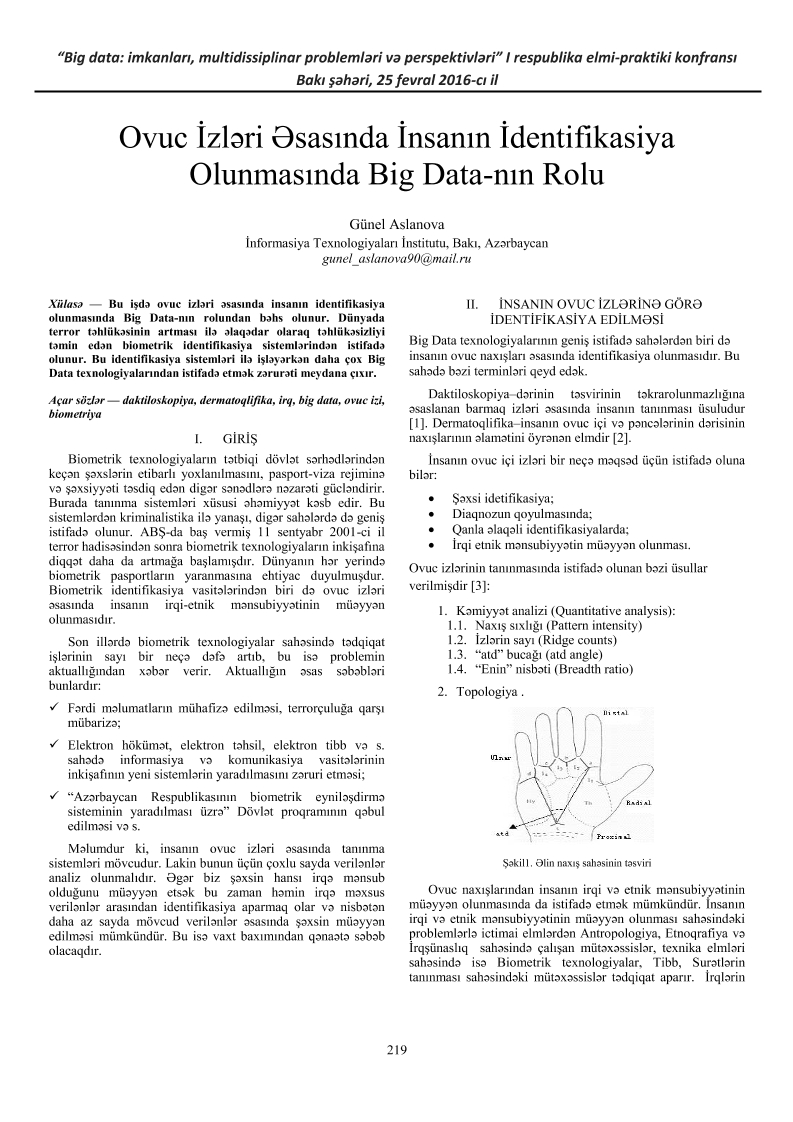 “Big data: imkanları, multidissiplinar problemləri və perspektivləri” I respublika elmi-praktiki konfransı
Bakı şəhəri, 25 fevral 2016-cı il
Ovuc İzləri Əsasında İnsanın İdentifikasiya
Olunmasında Big Data-nın Rolu
Günel Aslanova
İnformasiya Texnologiyaları İnstitutu, Bakı, Azərbaycan
gunel_aslanova90@mail.ru
Xülasə — Bu işdə ovuc izləri əsasında insanın identifikasiya
olunmasında Big Data-nın rolundan bəhs olunur. Dünyada
terror təhlükəsinin artması ilə əlaqədar olaraq təhlükəsizliyi
təmin edən biometrik identifikasiya sistemlərindən istifadə
olunur. Bu identifikasiya sistemləri ilə işləyərkən daha çox Big
Data texnologiyalarından istifadə etmək zərurəti meydana çıxır.
Açar sözlər — daktiloskopiya, dermatoqlifika, irq, big data, ovuc izi,
biometriya
I. GİRİŞ
Biometrik texnologiyaların tətbiqi dövlət sərhədlərindən
keçən şəxslərin etibarlı yoxlanılmasını, pasport-viza rejiminə
və şəxsiyyəti təsdiq edən digər sənədlərə nəzarəti gücləndirir.
Burada tanınma sistemləri xüsusi əhəmiyyət kəsb edir. Bu
sistemlərdən kriminalistika ilə yanaşı, digər sahələrdə də geniş
istifadə olunur. ABŞ-da baş vermiş 11 sentyabr 2001-ci il
terror hadisəsindən sonra biometrik texnologiyaların inkişafına
diqqət daha da artmağa başlamışdır. Dünyanın hər yerində
biometrik pasportların yaranmasına ehtiyac duyulmuşdur.
Biometrik identifikasiya vasitələrindən biri də ovuc izləri
əsasında insanın irqi-etnik mənsubiyyətinin müəyyən
olunmasıdır.
Son illərdə biometrik texnologiyalar sahəsində tədqiqat
işlərinin sayı bir neçə dəfə artıb, bu isə problemin
aktuallığından xəbər verir. Aktuallığın əsas səbəbləri
bunlardır:
✓ Fərdi məlumatların mühafizə edilməsi, terrorçuluğa qarşı
mübarizə;
✓ Elektron hökümət, elektron təhsil, elektron tibb və s.
sahədə informasiya və komunikasiya vasitələrinin
inkişafının yeni sistemlərin yaradılmasını zəruri etməsi;
✓ “Azərbaycan Respublikasının biometrik eyniləşdirmə
sisteminin yaradılması üzrə” Dövlət proqramının qəbul
edilməsi və s.
Məlumdur ki, insanın ovuc izləri əsasında tanınma
sistemləri mövcudur. Lakin bunun üçün çoxlu sayda verilənlər
analiz olunmalıdır. Əgər biz şəxsin hansı irqə mənsub
olduğunu müəyyən etsək bu zaman həmin irqə məxsus
verilənlər arasından identifikasiya aparmaq olar və nisbətən
daha az sayda mövcud verilənlər əsasında şəxsin müəyyən
edilməsi mümkündür. Bu isə vaxt baxımından qənaətə səbəb
olacaqdır.
II. İNSANIN OVUC İZLƏRİNƏ GÖRƏ
İDENTİFİKASİYA EDİLMƏSİ
Big Data texnologiyalarının geniş istifadə sahələrdən biri də
insanın ovuc naxışları əsasında identifikasiya olunmasıdır. Bu
sahədə bəzi terminləri qeyd edək.
Daktiloskopiya–dərinin təsvirinin təkrarolunmazlığına
əsaslanan barmaq izləri əsasında insanın tanınması üsuludur
[1]. Dermatoqlifika–insanın ovuc içi və pəncələrinin dərisinin
naxışlarının əlamətini öyrənən elmdir [2].
İnsanın ovuc içi izləri bir neçə məqsəd üçün istifadə oluna
bilər:
• Şəxsi idetifikasiya;
• Diaqnozun qoyulmasında;
• Qanla əlaqəli identifikasiyalarda;
• İrqi etnik mənsubiyyətin müəyyən olunması.
Ovuc izlərinin tanınmasında istifadə olunan bəzi üsullar
verilmişdir [3]:
1. Kəmiyyət analizi (Quantitative analysis):
1.1. Naxış sıxlığı (Pattern intensity)
1.2. İzlərin sayı (Ridge counts)
1.3. “atd” bucağı (atd angle)
1.4. “Enin” nisbəti (Breadth ratio)
2. Topologiya .
Distal
Ulnar
Radial
atd
Proximal
Şəkil1. Əlin naxış sahəsinin təsviri
Ovuc naxışlarından insanın irqi və etnik mənsubiyyətinin
müəyyən olunmasında da istifadə etmək mümkündür. İnsanın
irqi və etnik mənsubiyyətinin müəyyən olunması sahəsindəki
problemlərlə ictimai elmlərdən Antropologiya, Etnoqrafiya və
İrqşünaslıq sahəsində çalışan mütəxəssislər, texnika elmləri
sahəsində isə Biometrik texnologiyalar, Tibb, Surətlərin
tanınması sahəsindəki mütəxəssislər tədqiqat aparır. İrqlərin
219